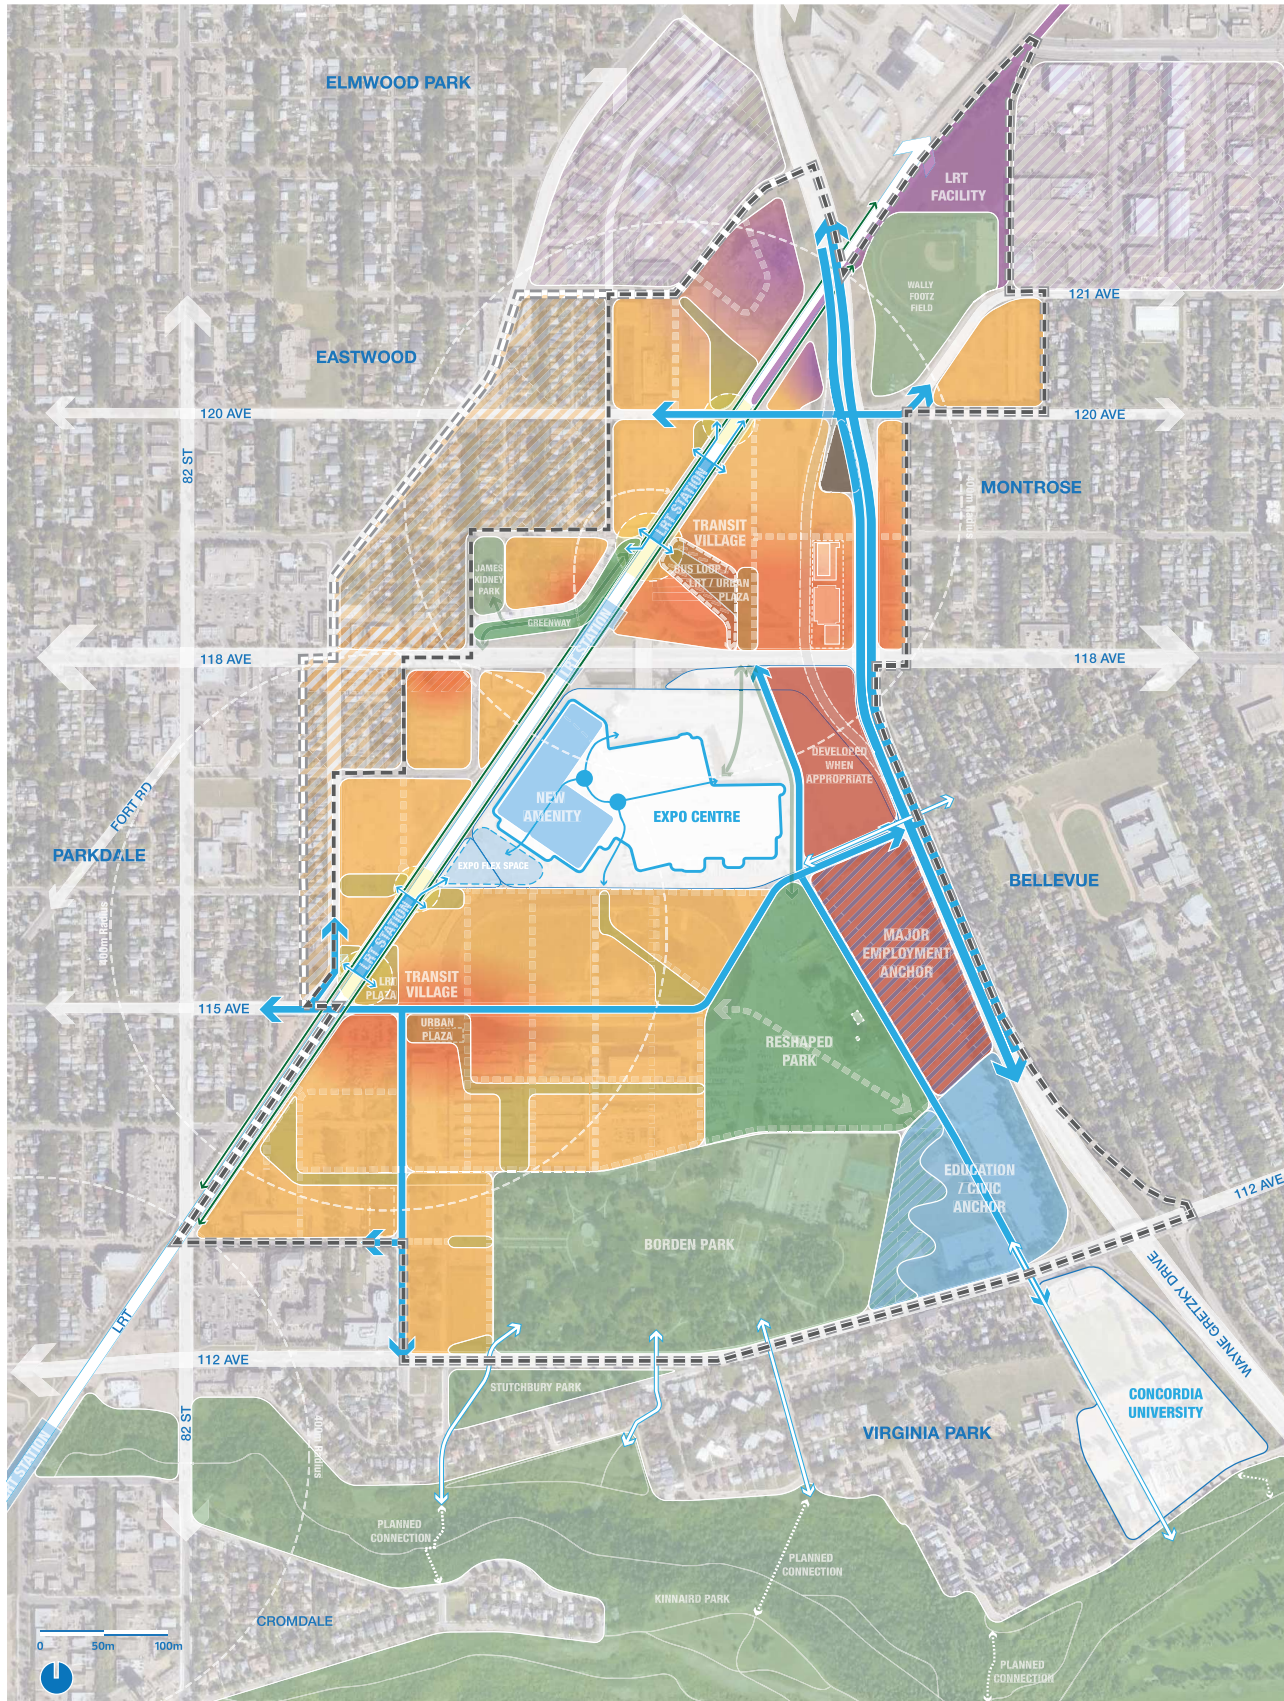 ELMWOOD PARK
LRT
FACILITY
WALLY
FOOTZ
FIELD
121 AVE
EASTWOOD
120 AVE
120 AVE
82 ST
MONTROSE
LRT STATION
TRANSIT
VILLAGE
JAMES
KIDNEY
PARK
BUS LOOP /
LRT / URBAN
PLAZA
GREENWAY
LRT STATION
118 AVE
118 AVE
DEVELOPED
WHEN
APPROPRIATE
NEW
AMENITY
EXPO CENTRE
FORT RD
PARKDALE
EXPO FLEX SPACE
BELLEVUE
400m Radius
LRT STATION
MAJOR
EMPLOYMENT
ANCHOR
LRT
PLAZA
TRANSIT
VILLAGE
115 AVE
URBAN
PLAZA
RESHAPED
PARK
EDUCATION
/ CIVIC
ANCHOR
112 AVE
BORDEN PARK
LRT
WAYNE GRETZKY DRIVE
112 AVE
STUTCHBURY PARK
CONCORDIA
UNIVERSITY
82 ST
VIRGINIA PARK
LRT STATION
400m Radius
PLANNED
CONNECTION
PLANNED
CONNECTION
KINNAIRD PARK
CROMDALE
0 50m 100m
PLANNED
CONNECTION